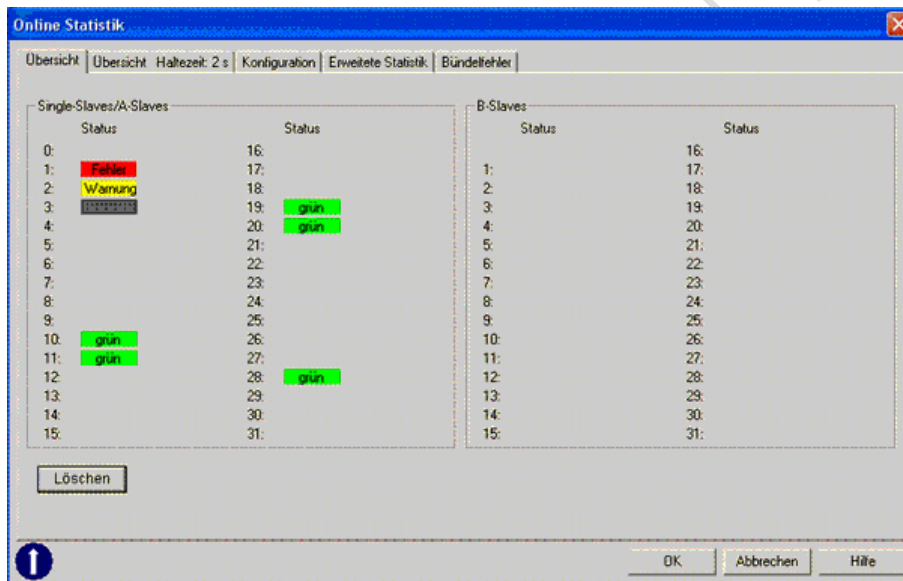 Online Statistik
Übersicht Übersicht Haltezeit: 2 s Konfiguration Erweitete Statistik Bündelfehler
Single-Slaves/A-Slaves B-Slaves
Status Status Status Status
0: 16: 16:
1: Fehler 17: 1: 17:
2: Warnung 18: 2: 18:
3: 19: grün 3: 19:
4: 20: grün 4: 20:
5: 21: 5: 21:
6: 22: 6: 22:
7: 23: 7: 23:
8: 24: 8: 24:
9: 25: 9: 25:
10: grün 26: 10: 26:
11: grün 27: 11: 27:
12: 28: grün 12: 28:
13: 29: 13: 29:
14: 30: 14: 30:
15: 31: 15: 31:
Löschen
OK Abbrechen Hilfe